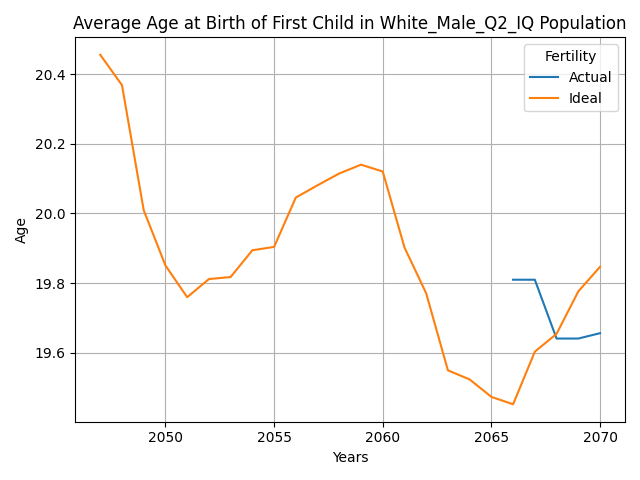 Average Age at Birth of First Child in White_Male_Q2_IQ Population
Fertility
Actual
Ideal
20.4
20.2
20.0
19.8
19.6
Age
2050
2055
2060
2065
2070
Years